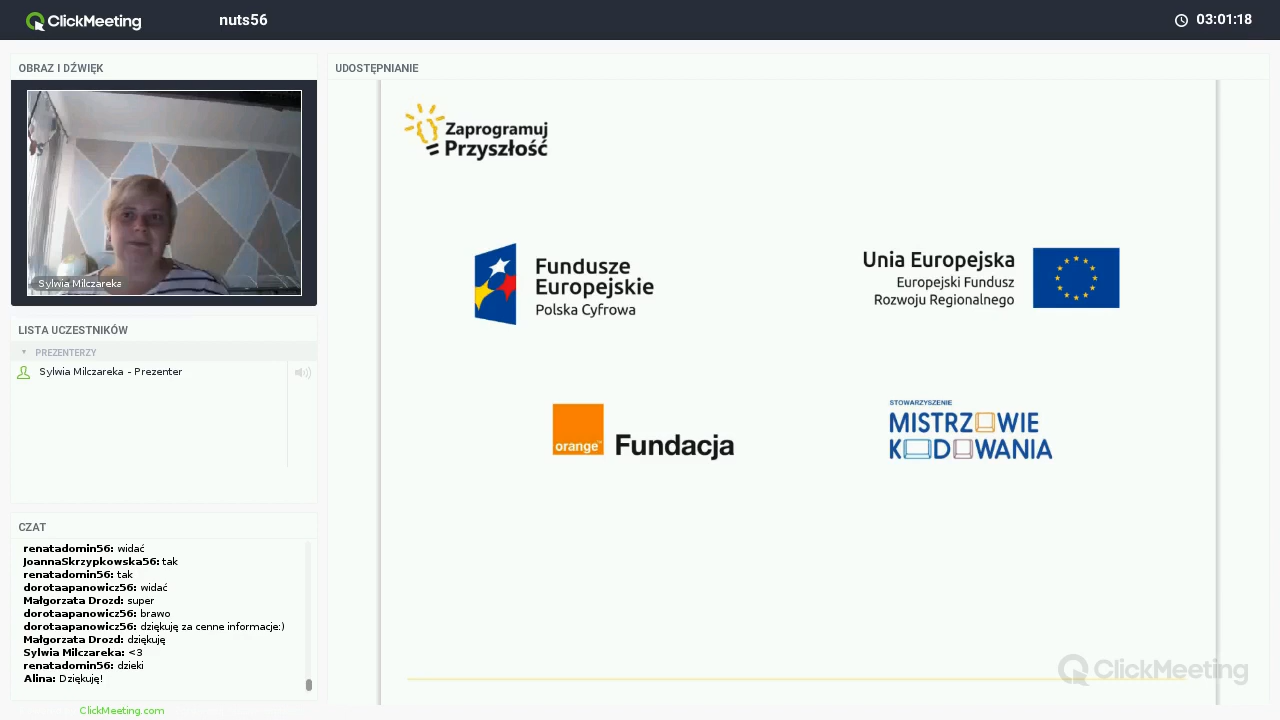 ClickMeeting
nuts56
03:01:18
OBRAZ I DŹWIĘK
Sylwia Milczareka
LISTA UCZESTNIKÓW
PREZENTERZY
Sylwia Milczareka - Prezenter
CZAT
renatadomin56: widać
JoannaSkrzypkowska56: tak
renatadomin56: tak
dorotaapanowicz56: widać
Małgorzata Drozd: super
dorotaapanowicz56: brawo
dorotaapanowicz56: dziękuję za cenne informacje:)
Małgorzata Drozd: dziękuję
Sylwia Milczareka: <3
renatadomin56: dzieki
Alina: Dziękuję!
ClickMeeting.com
UDOSTĘPNIANIE
Zaprogramuj
Przyszłość
Fundusze
Europejskie
Polska Cyfrowa
Unia Europejska
Europejski Fundusz
Rozwoju Regionalnego
orange™
Fundacja
STOWARZYSZENIE
MISTRZOWIE
KODOWANIA
ClickMeeting